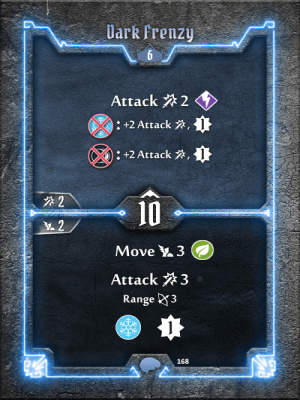 Dark Frenzy
6
Attack 2
: +2 Attack , 1
: +2 Attack , 1
2
10
2
Move 3
Attack 3
Range 3
1
168